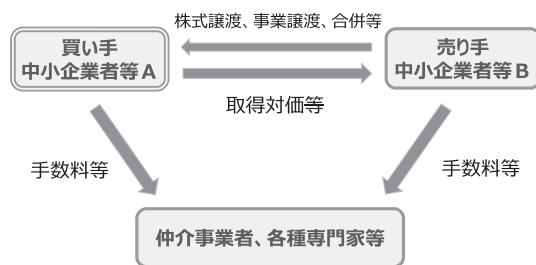 株式譲渡、事業譲渡、合併等
買い手
中小企業者等A
売り手
中小企業者等B
取得対価等
手数料等
手数料等
仲介事業者、各種専門家等